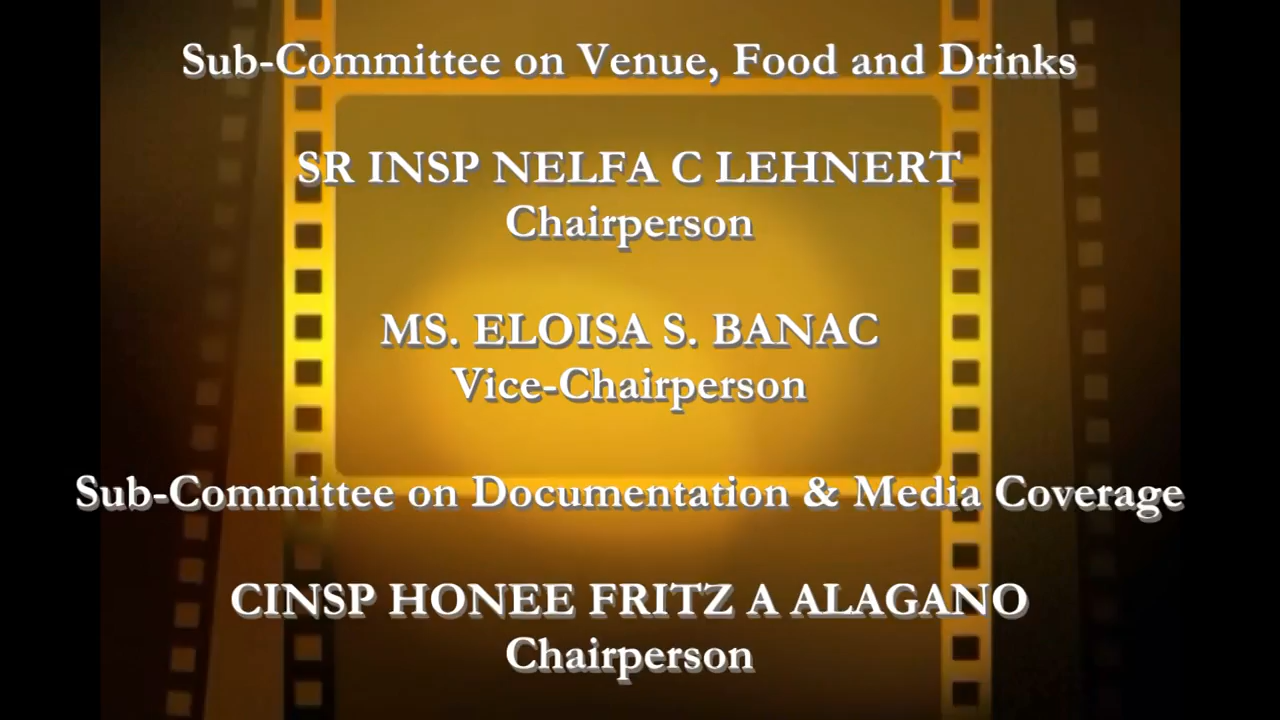 Sub-Committee on Venue, Food and Drinks
SR INSP NELFA C LEHNERT
Chairperson
MS. ELOISA S. BANAC
Vice-Chairperson
Sub-Committee on Documentation & Media Coverage
CINSP HONEE FRITZ A ALAGANO
Chairperson